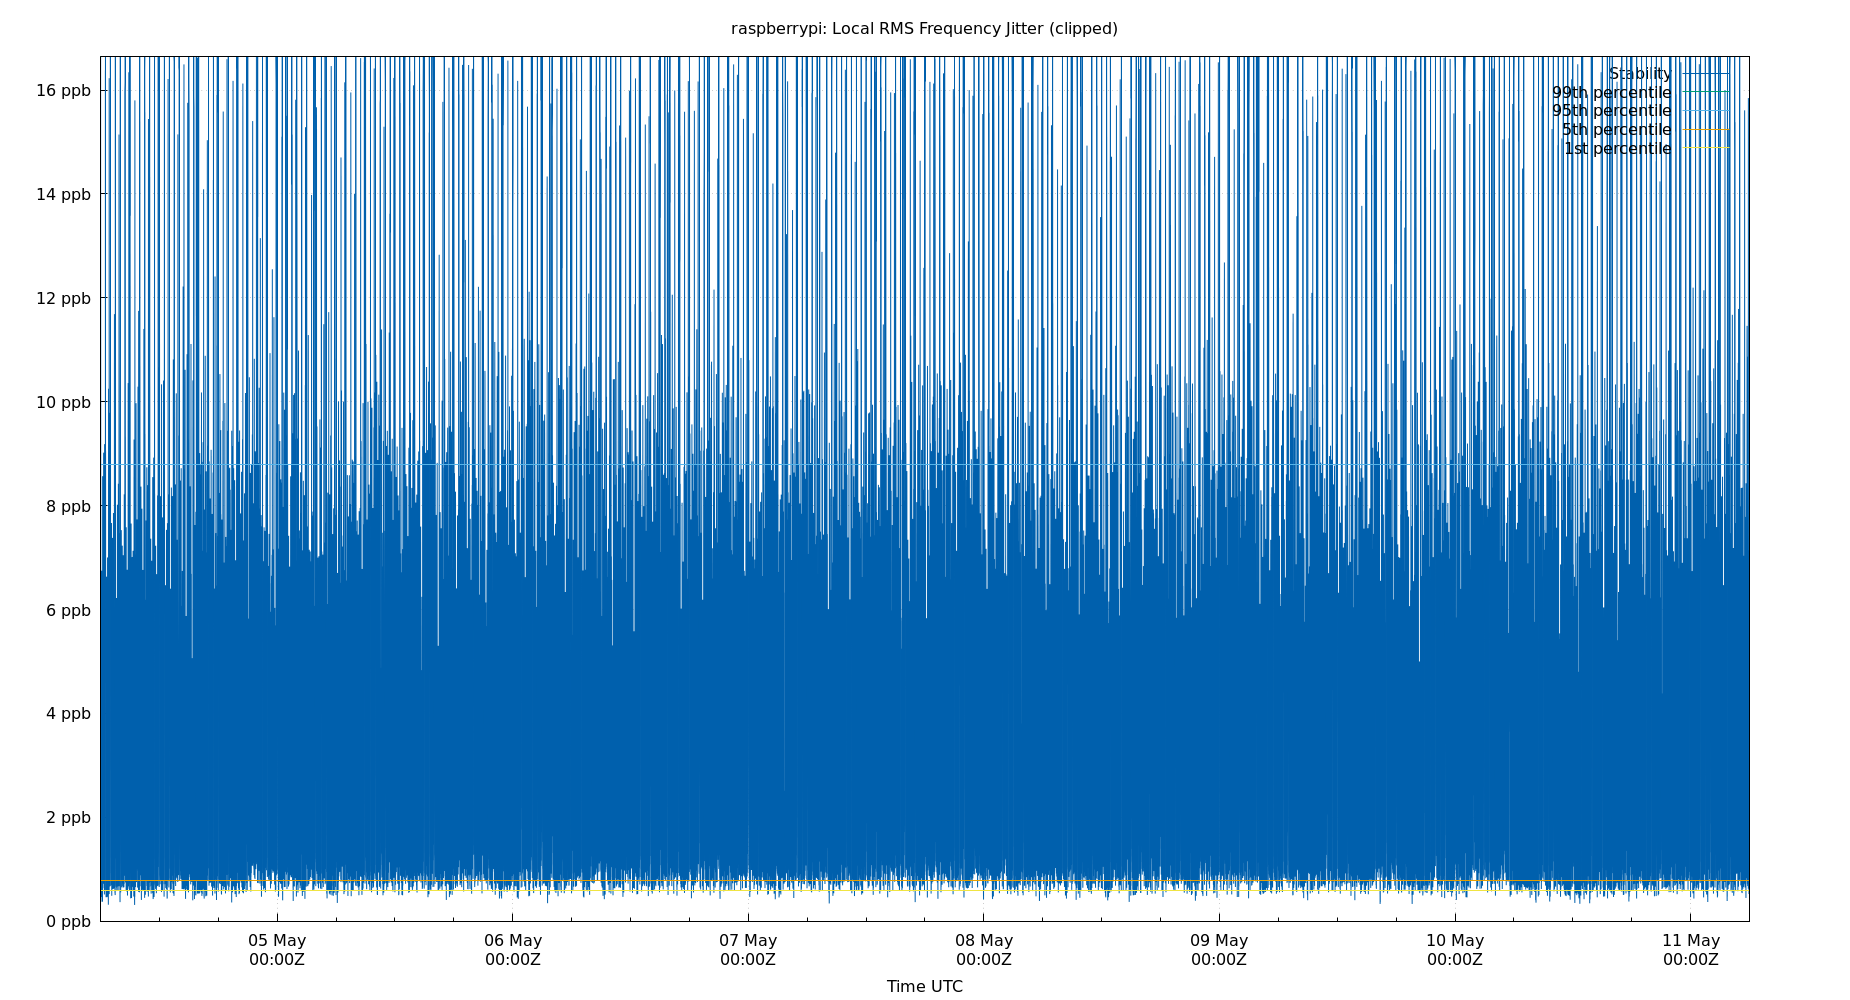 raspberrypi: Local RMS Frequency Jitter (clipped)
16 ppb
14 ppb
12 ppb
10 ppb
8 ppb
6 ppb
4 ppb
2 ppb
0 ppb
Stability
99th percentile
95th percentile
5th percentile
1st percentile
05 May 06 May 07 May 08 May 09 May 10 May 11 May
00:00Z 00:00Z 00:00Z 00:00Z 00:00Z 00:00Z 00:00Z
Time UTC